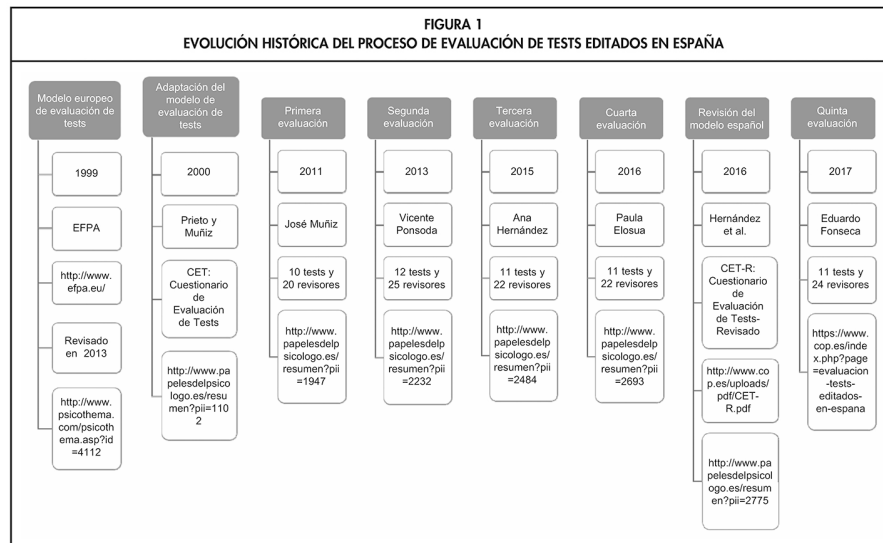 FIGURA 1
EVOLUCIÓN HISTÓRICA DEL PROCESO DE EVALUACIÓN DE TESTS EDITADOS EN ESPAÑA
Modelo europeo
de evaluación de
tests
1999
EFPA
http://www.
efpa.eu/
Revisado
en 2013
http://www.
psicothema.
com/psicothe
ma.asp?id
=4112
Adaptación del
modelo de
evaluación de
tests
2000
Prieto y
Muñiz
CET:
Cuestionario
de
Evaluación
de Tests
http://www.pa
pelesdelpsico
logo.es/resu
men?pii=110
2
Primera
evaluación
2011
José Muñiz
10 tests y
20 revisores
http://www.
papelesdelp
sicologo.es/
resumen?pii
=1947
Segunda
evaluación
2013
Vicente
Ponsoda
12 tests y
25 revisores
http://www.
papelesdelp
sicologo.es/
resumen?pii
=2232
Tercera
evaluación
2015
Ana
Hernández
11 tests y
22 revisores
http://www.
papelesdelp
sicologo.es/
resumen?pii
=2484
Cuarta
evaluación
2016
Paula
Elosua
11 tests y
22 revisores
http://www.
papelesdelp
sicologo.es/
resumen?pii
=2693
Revisión del
modelo español
2016
Hernández
et al.
CET-R:
Cuestionario
de
Evaluación
de Tests-
Revisado
http://www.co
p.es/uploads/
pdf/CET-
R.pdf
http://www.pa
pelesdelpsicol
ogo.es/resum
en?pii=2775
Quinta
evaluación
2017
Eduardo
Fonseca
11 tests y
24 revisores
https://www.
cop.es/index
.php?page
=evaluacion
-tests-
editados-
en-espana